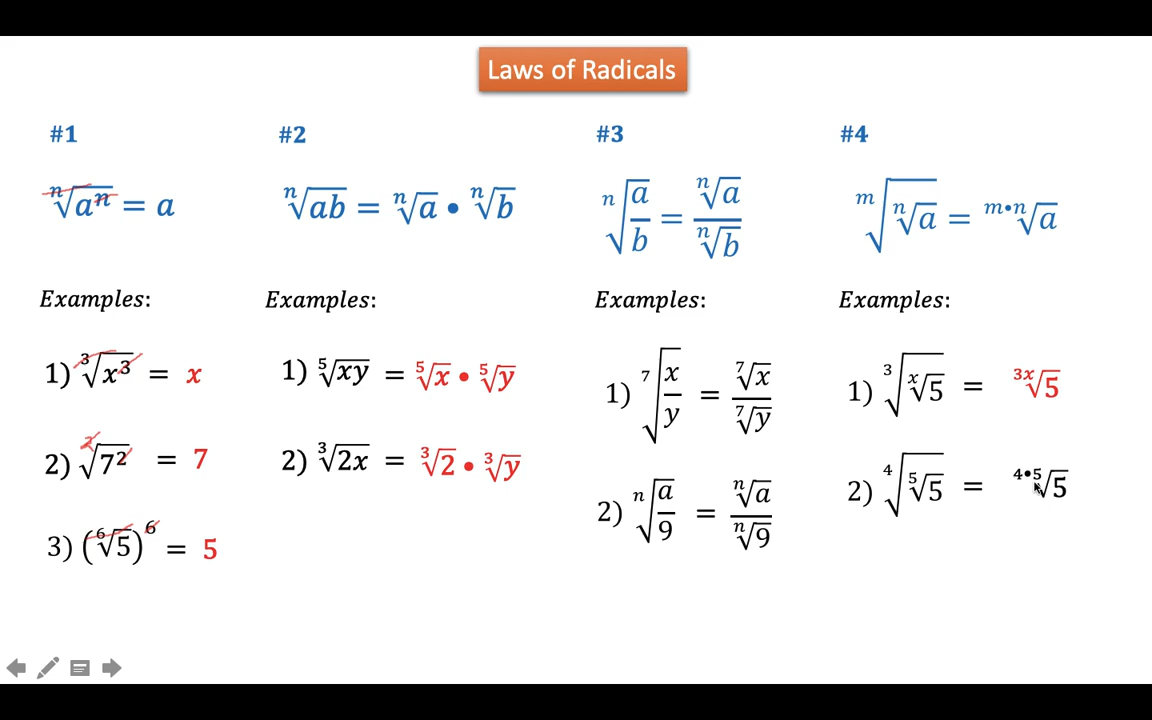 Laws of Radicals
#1
ⁿ√(aⁿ) = a
Examples:
1) ³√(x³) = x
2) ²√(7²) = 7
3) (⁶√5)⁶ = 5
#2
ⁿ√(ab) = ⁿ√a • ⁿ√b
Examples:
1) ⁵√(xy) = ⁵√x • ⁵√y
2) ³√(2x) = ³√2 • ³√y
#3
ⁿ√(a/b) = ⁿ√a / ⁿ√b
Examples:
1) ⁷√(x/y) = ⁷√x / ⁷√y
2) ⁿ√(a/9) = ⁿ√a / ⁿ√9
#4
ᵐ√(ⁿ√a) = ᵐ•ⁿ√a
Examples:
1) ³√(ˣ√5) = ³ˣ√5
2) ⁴√(⁵√5) = ⁴•⁵√5